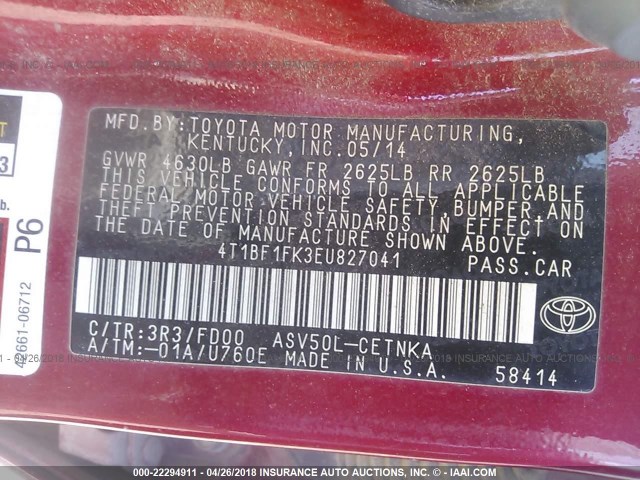 MFD.BY:TOYOTA MOTOR MANUFACTURING,
KENTUCKY,INC.05/14
GVWR 4630LB GAWR FR 2625LB RR 2625LB
THIS VEHICLE CONFORMS TO ALL APPLICABLE
FEDERAL MOTOR VEHICLE SAFETY,BUMPER,AND
THEFT PREVENTION STANDARDS IN EFFECT ON
THE DATE OF MANUFACTURE SHOWN ABOVE.
4T1BF1FK3EU827041 PASS.CAR
C/TR:3R3/FD00 ASV50L-CETNKA
A/TM:-01A/U760E MADE IN U.S.A. 58414
P6
42661-06712
000-22294911 - 04/26/2018 INSURANCE AUTO AUCTIONS, INC. - © - IAAI.COM